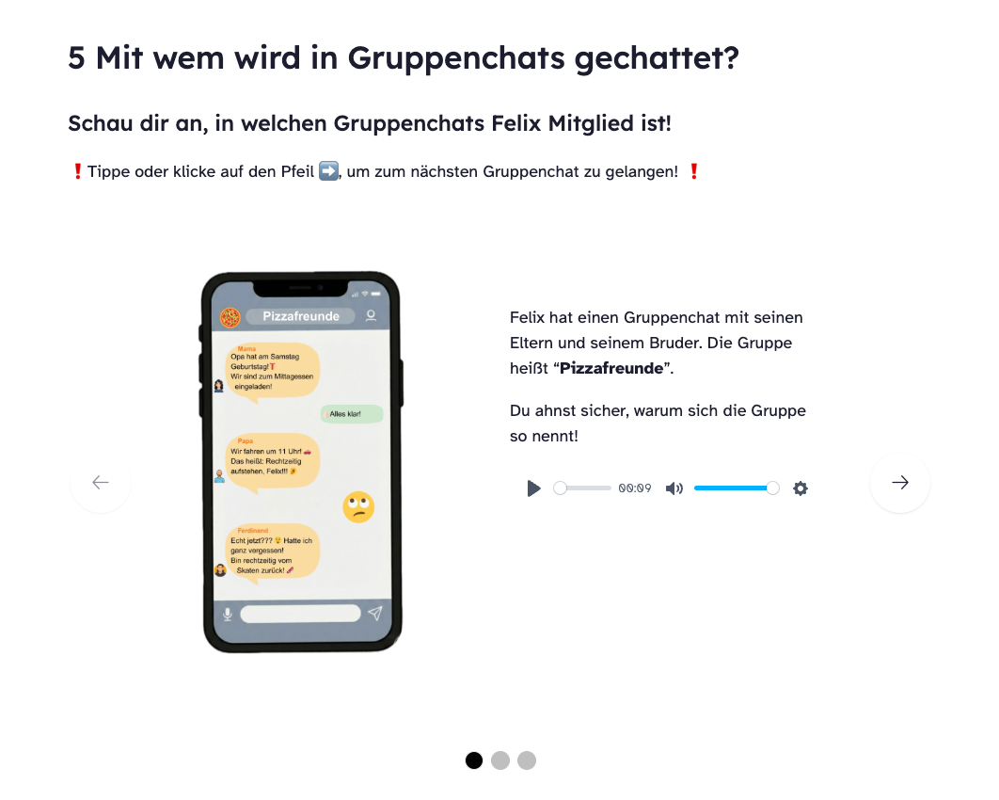 5 Mit wem wird in Gruppenchats gechattet?
Schau dir an, in welchen Gruppenchats Felix Mitglied ist!
❗Tippe oder klicke auf den Pfeil ➡️, um zum nächsten Gruppenchat zu gelangen! ❗
Pizzafreunde
Mama
Opa hat am Samstag
Geburtstag!
Wir sind zum Mittagessen
eingeladen!
Alles klar!
Papa
Wir fahren um 11 Uhr! 🚗
Das heißt: Rechtzeitig
aufstehen, Felix!!!
🙄
Ferdinand
Echt jetzt??? 😲 Hatte ich
ganz vergessen!
Bin rechtzeitig vom
Skaten zurück!
Felix hat einen Gruppenchat mit seinen
Eltern und seinem Bruder. Die Gruppe
heißt “Pizzafreunde”.
Du ahnst sicher, warum sich die Gruppe
so nennt!
00:09